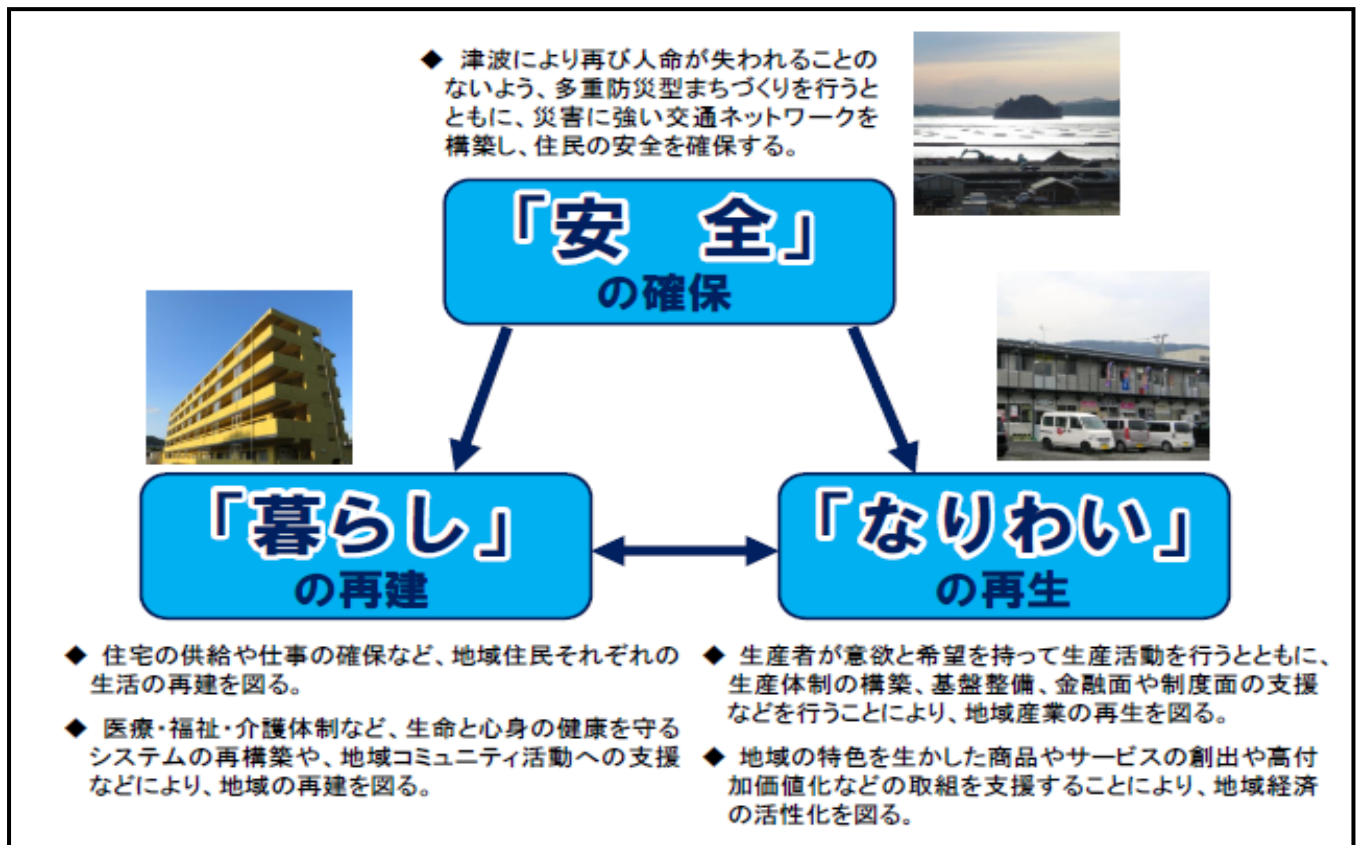 ◆ 津波により再び人命が失われることの
ないよう、多重防災型まちづくりを行うと
ともに、災害に強い交通ネットワークを
構築し、住民の安全を確保する。
「安　全」
の確保
「暮らし」
の再建
「なりわい」
の再生
◆ 住宅の供給や仕事の確保など、地域住民それぞれの
生活の再建を図る。
◆ 医療・福祉・介護体制など、生命と心身の健康を守る
システムの再構築や、地域コミュニティ活動への支援
などにより、地域の再建を図る。
◆ 生産者が意欲と希望を持って生産活動を行うとともに、
生産体制の構築、基盤整備、金融面や制度面の支援
などを行うことにより、地域産業の再生を図る。
◆ 地域の特色を生かした商品やサービスの創出や高付
加価値化などの取組を支援することにより、地域経済
の活性化を図る。